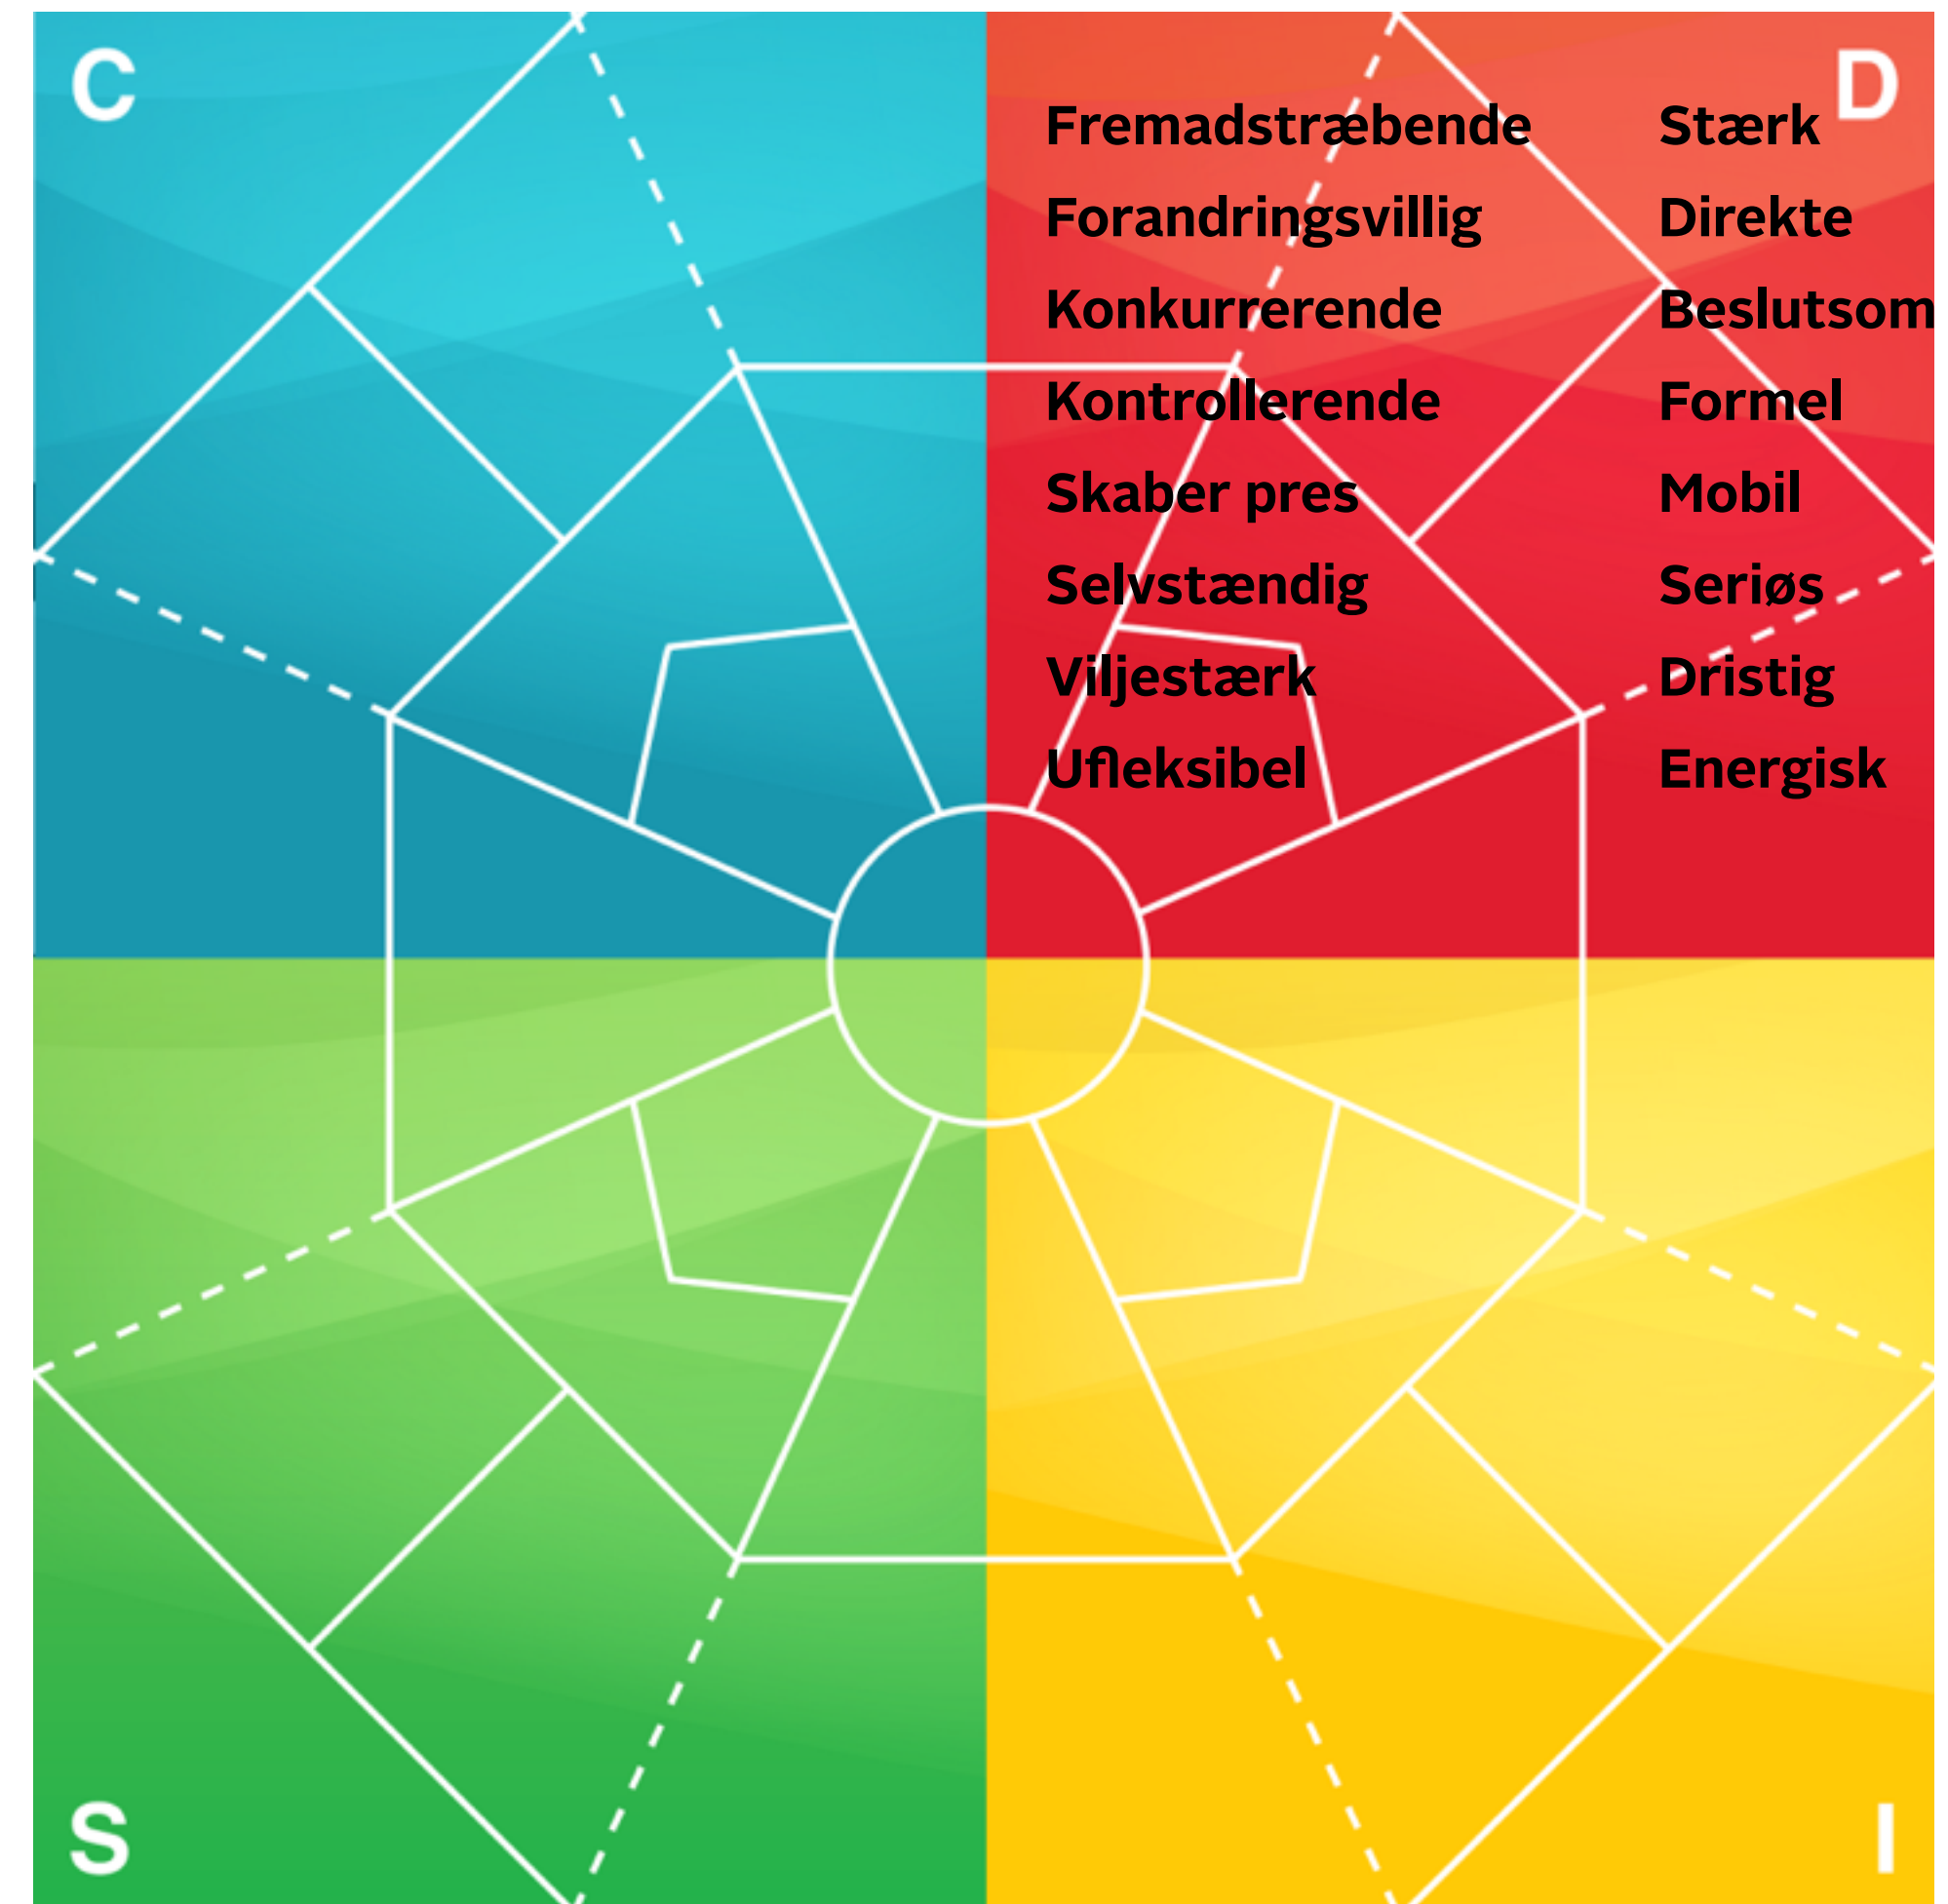 C
D
Fremadstræbende
Stærk
Forandringsvillig
Direkte
Konkurrerende
Beslutsom
Kontrollerende
Formel
Skaber pres
Mobil
Selvstændig
Seriøs
Viljestærk
Dristig
Ufleksibel
Energisk
S
I